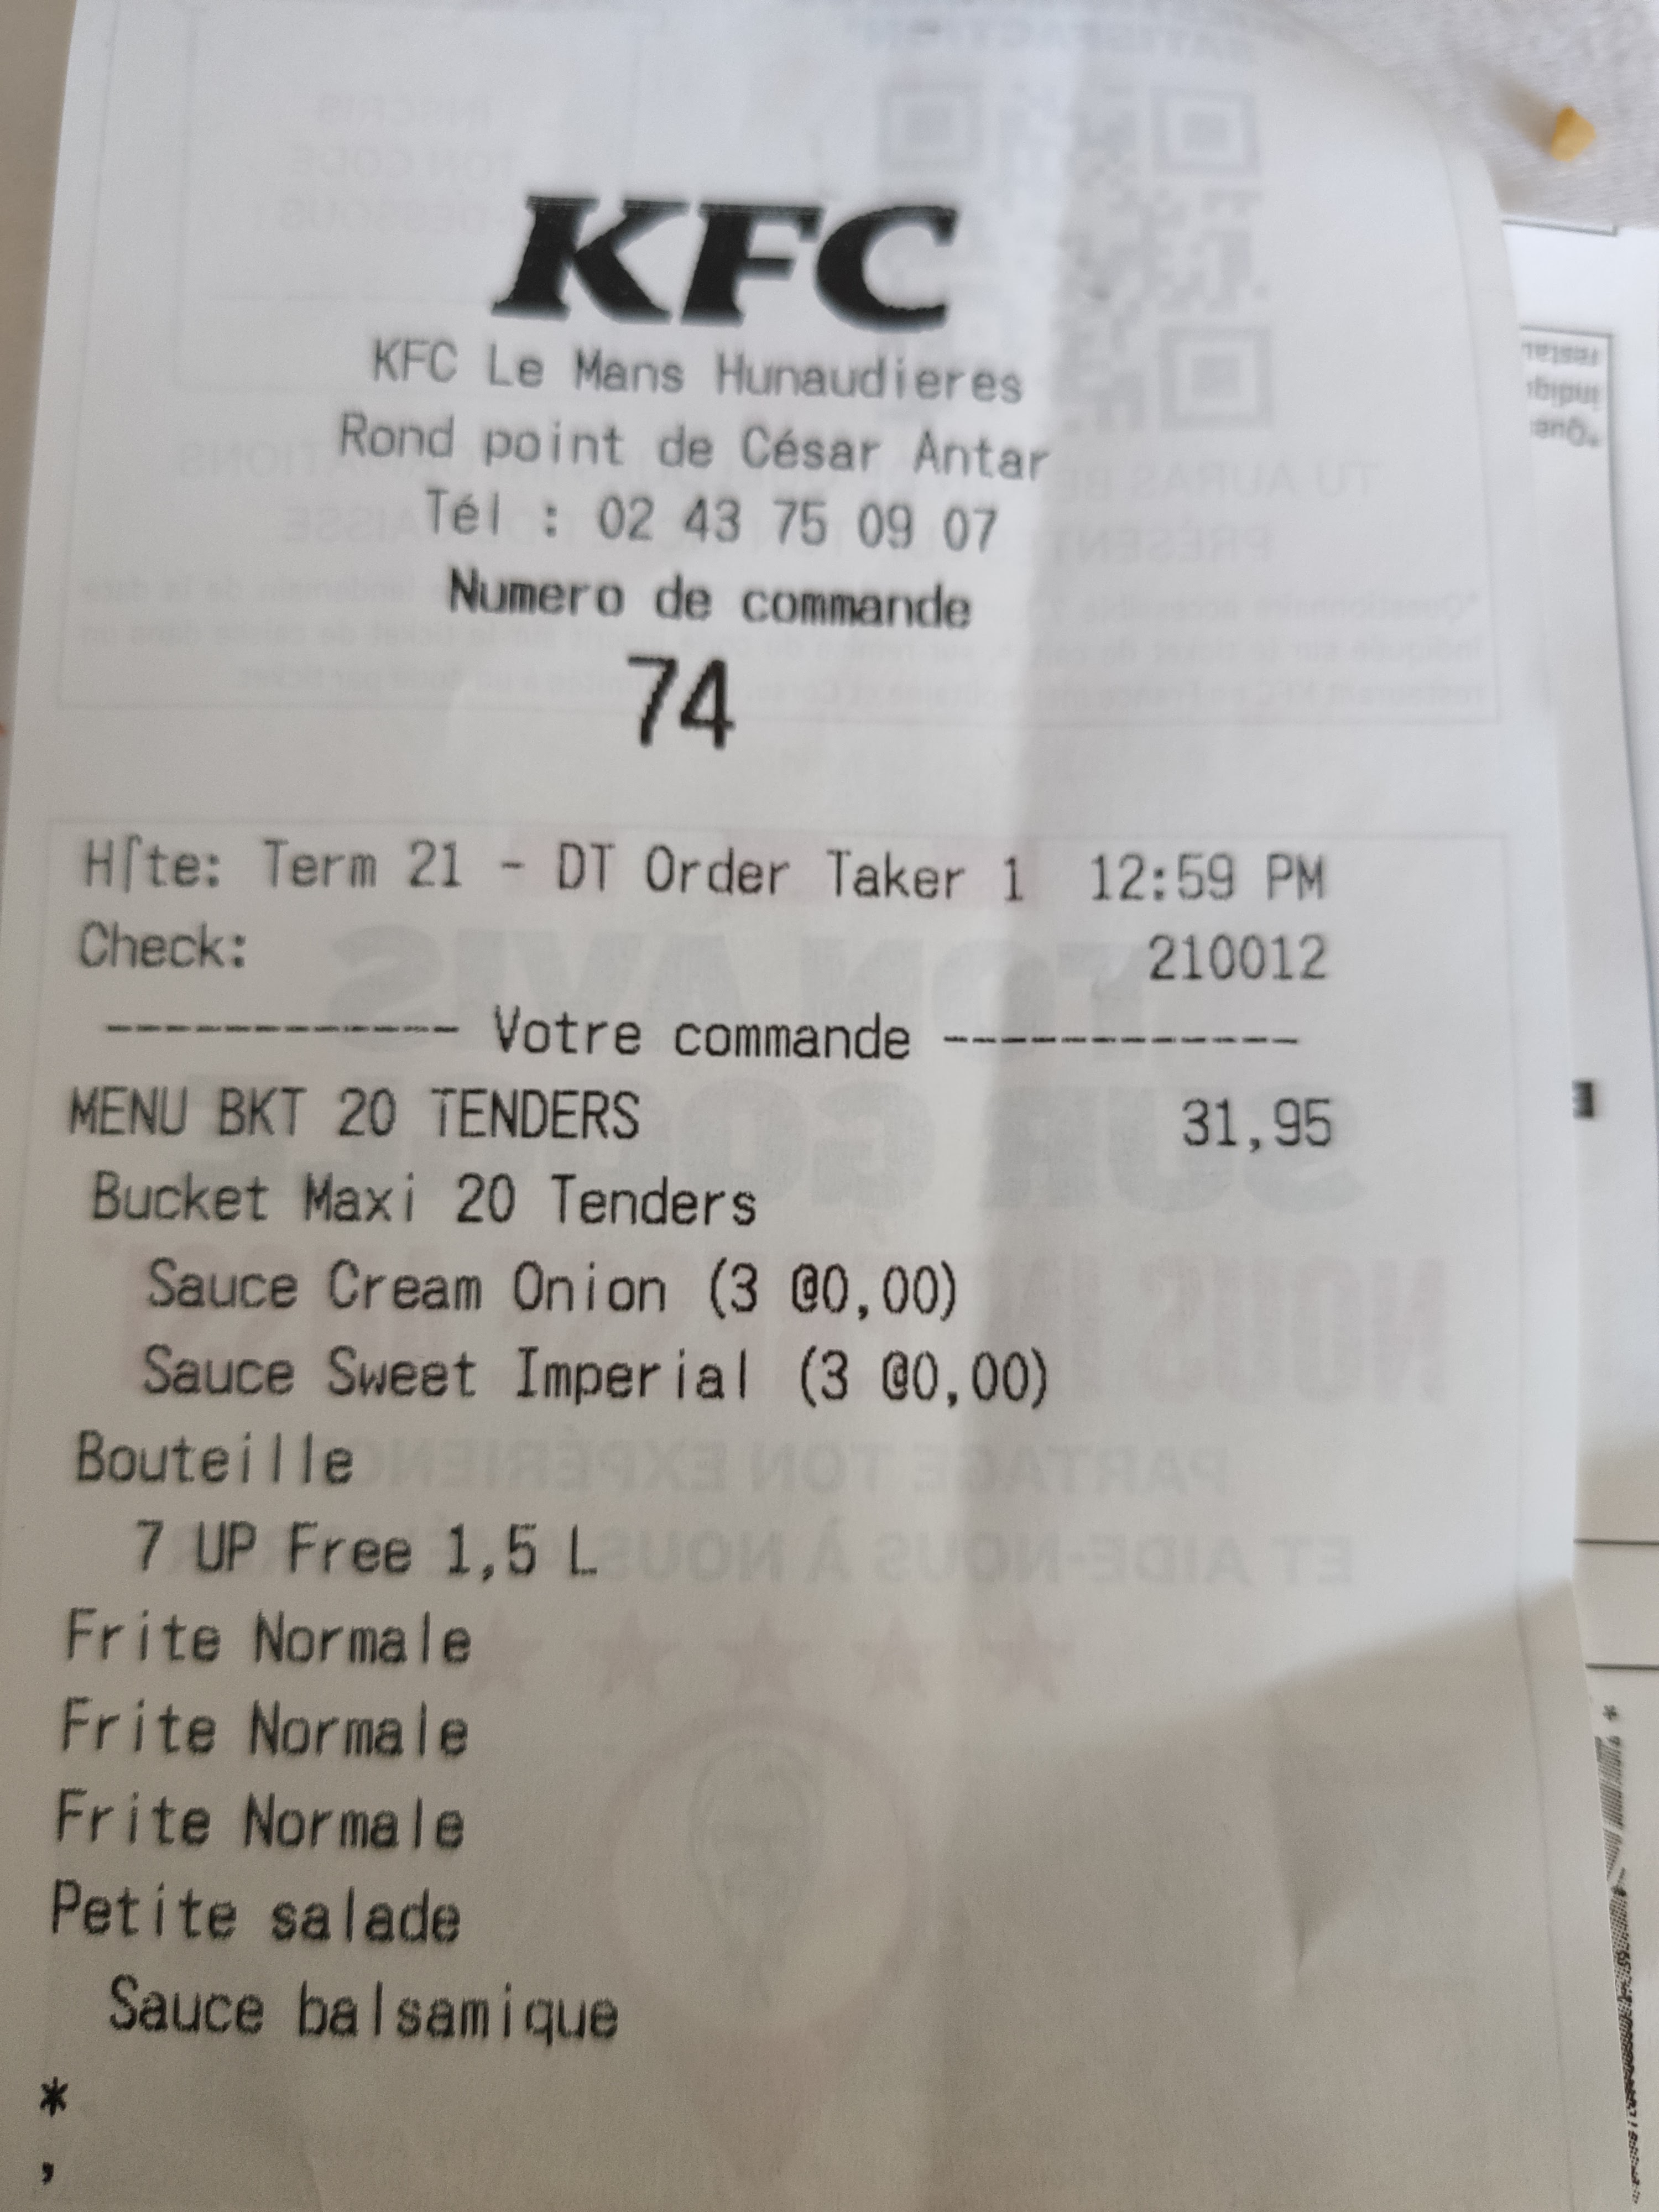 KFC
KFC Le Mans Hunaudieres
Rond point de César Antar
Tél : 02 43 75 09 07
Numero de commande
74
H⌠te: Term 21 - DT Order Taker 1 12:59 PM
Check: 210012
------------ Votre commande ------------
MENU BKT 20 TENDERS 31,95
Bucket Maxi 20 Tenders
Sauce Cream Onion (3 @0,00)
Sauce Sweet Imperial (3 @0,00)
Bouteille
7 UP Free 1,5 L
Frite Normale
Frite Normale
Frite Normale
Petite salade
Sauce balsamique
*
,